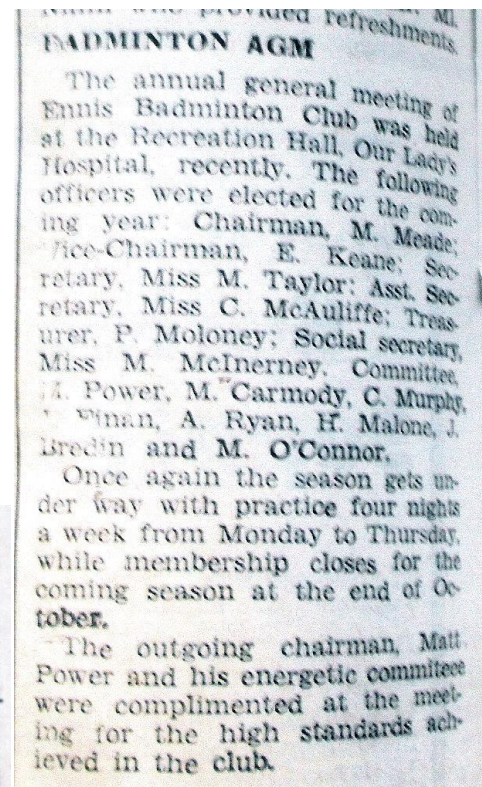 who provided refreshments.
BADMINTON AGM
The annual general meeting of
Ennis Badminton Club was held
at the Recreation Hall, Our Lady's
Hospital, recently. The following
officers were elected for the com-
ing year: Chairman, M. Meade;
Vice-Chairman, E. Keane; Sec-
retary, Miss M. Taylor; Asst. Sec-
retary, Miss C. McAuliffe; Treas-
urer, P. Moloney; Social secretary,
Miss M. McInerney. Committee,
M. Power, M. Carmody, C. Murphy,
Finan, A. Ryan, H. Malone, J.
Bredin and M. O'Connor.
Once again the season gets un-
der way with practice four nights
a week from Monday to Thursday,
while membership closes for the
coming season at the end of Oc-
tober.
The outgoing chairman, Matt
Power and his energetic commiteee
were complimented at the meet-
ing for the high standards ach-
ieved in the club.